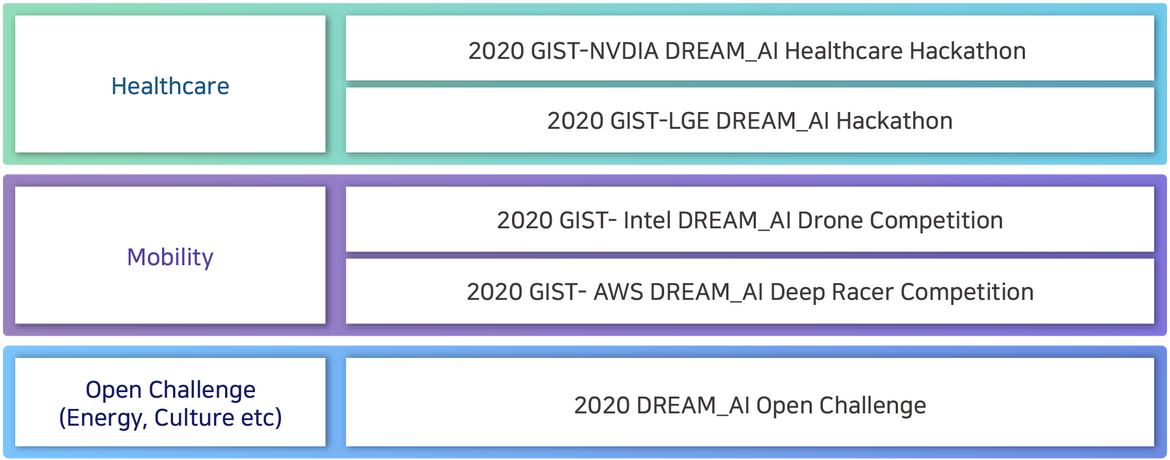 Healthcare
2020 GIST-NVDIA DREAM_AI Healthcare Hackathon
2020 GIST-LGE DREAM_AI Hackathon
Mobility
2020 GIST- Intel DREAM_AI Drone Competition
2020 GIST- AWS DREAM_AI Deep Racer Competition
Open Challenge
(Energy, Culture etc)
2020 DREAM_AI Open Challenge